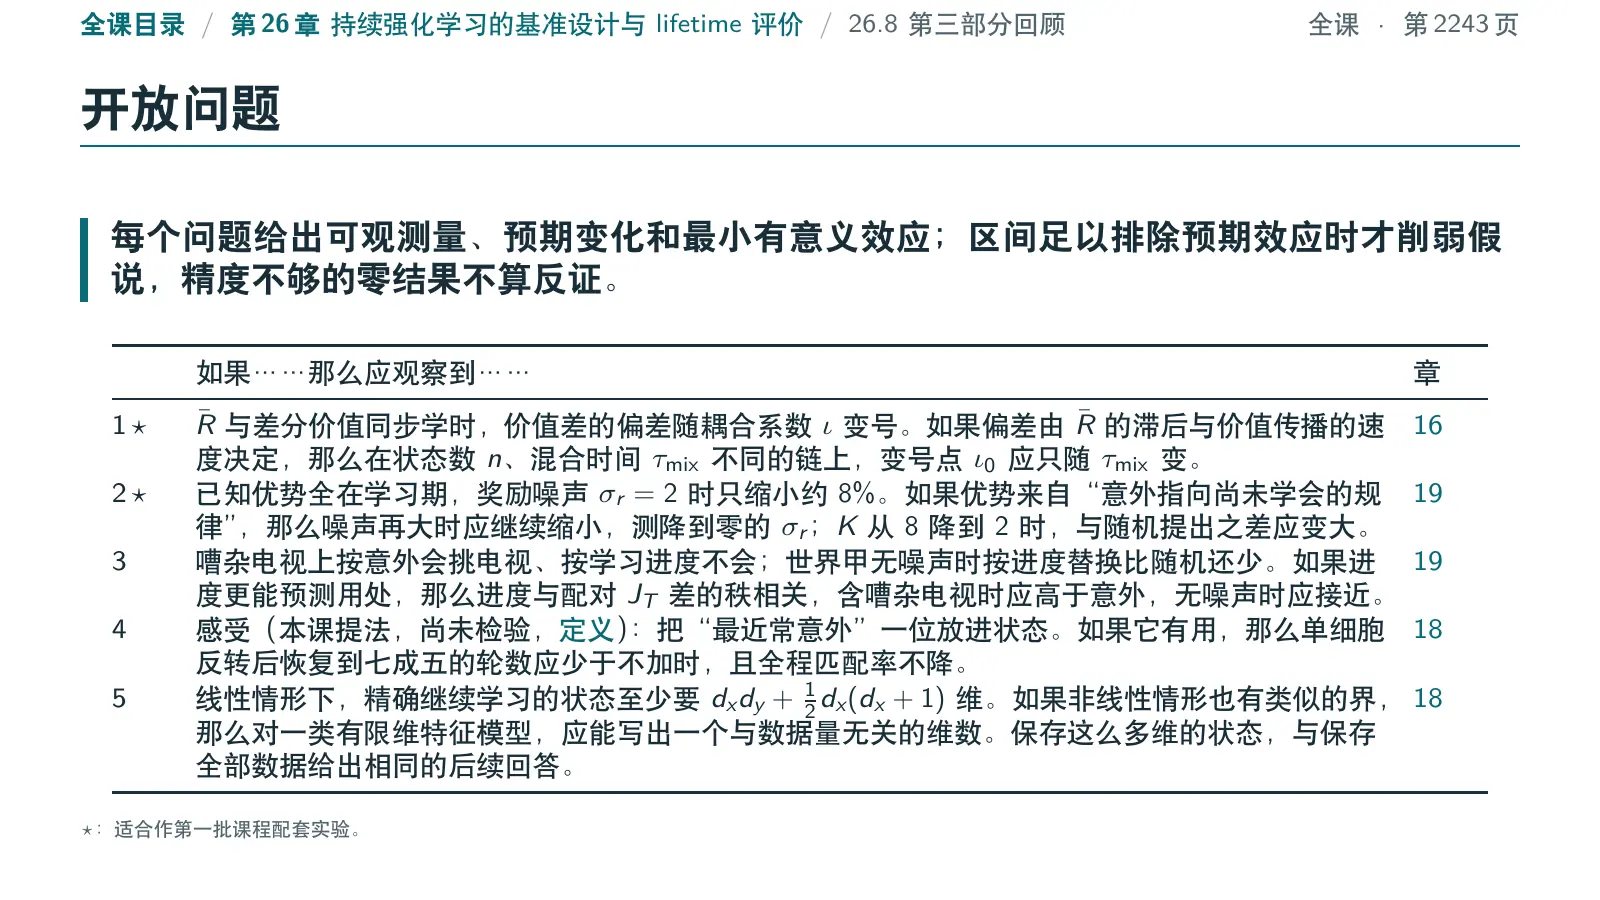 全课目录 / 第 26 章 持续强化学习的基准设计与 lifetime 评价 / 26.8 第三部分回顾 全课 · 第 2243 页
开放问题
每个问题给出可观测量、预期变化和最小有意义效应；区间足以排除预期效应时才削弱假
说，精度不够的零结果不算反证。
如果……那么应观察到…… 章
1⋆ R̄ 与差分价值同步学时，价值差的偏差随耦合系数 ι 变号。如果偏差由 R̄ 的滞后与价值传播的速 16
度决定，那么在状态数 n、混合时间 τ_mix 不同的链上，变号点 ι₀ 应只随 τ_mix 变。
2⋆ 已知优势全在学习期，奖励噪声 σ_r = 2 时只缩小约 8%。如果优势来自“意外指向尚未学会的规 19
律”，那么噪声再大时应继续缩小，测降到零的 σ_r；K 从 8 降到 2 时，与随机提出之差应变大。
3 嘈杂电视上按意外会挑电视、按学习进度不会；世界甲无噪声时按进度替换比随机还少。如果进 19
度更能预测用处，那么进度与配对 J_T 差的秩相关，含嘈杂电视时应高于意外，无噪声时应接近。
4 感受（本课提法，尚未检验，定义）：把“最近常意外”一位放进状态。如果它有用，那么单细胞 18
反转后恢复到七成五的轮数应少于不加时，且全程匹配率不降。
5 线性情形下，精确继续学习的状态至少要 d_x d_y + ½ d_x(d_x + 1) 维。如果非线性情形也有类似的界， 18
那么对一类有限维特征模型，应能写出一个与数据量无关的维数。保存这么多维的状态，与保存
全部数据给出相同的后续回答。
⋆：适合作第一批课程配套实验。